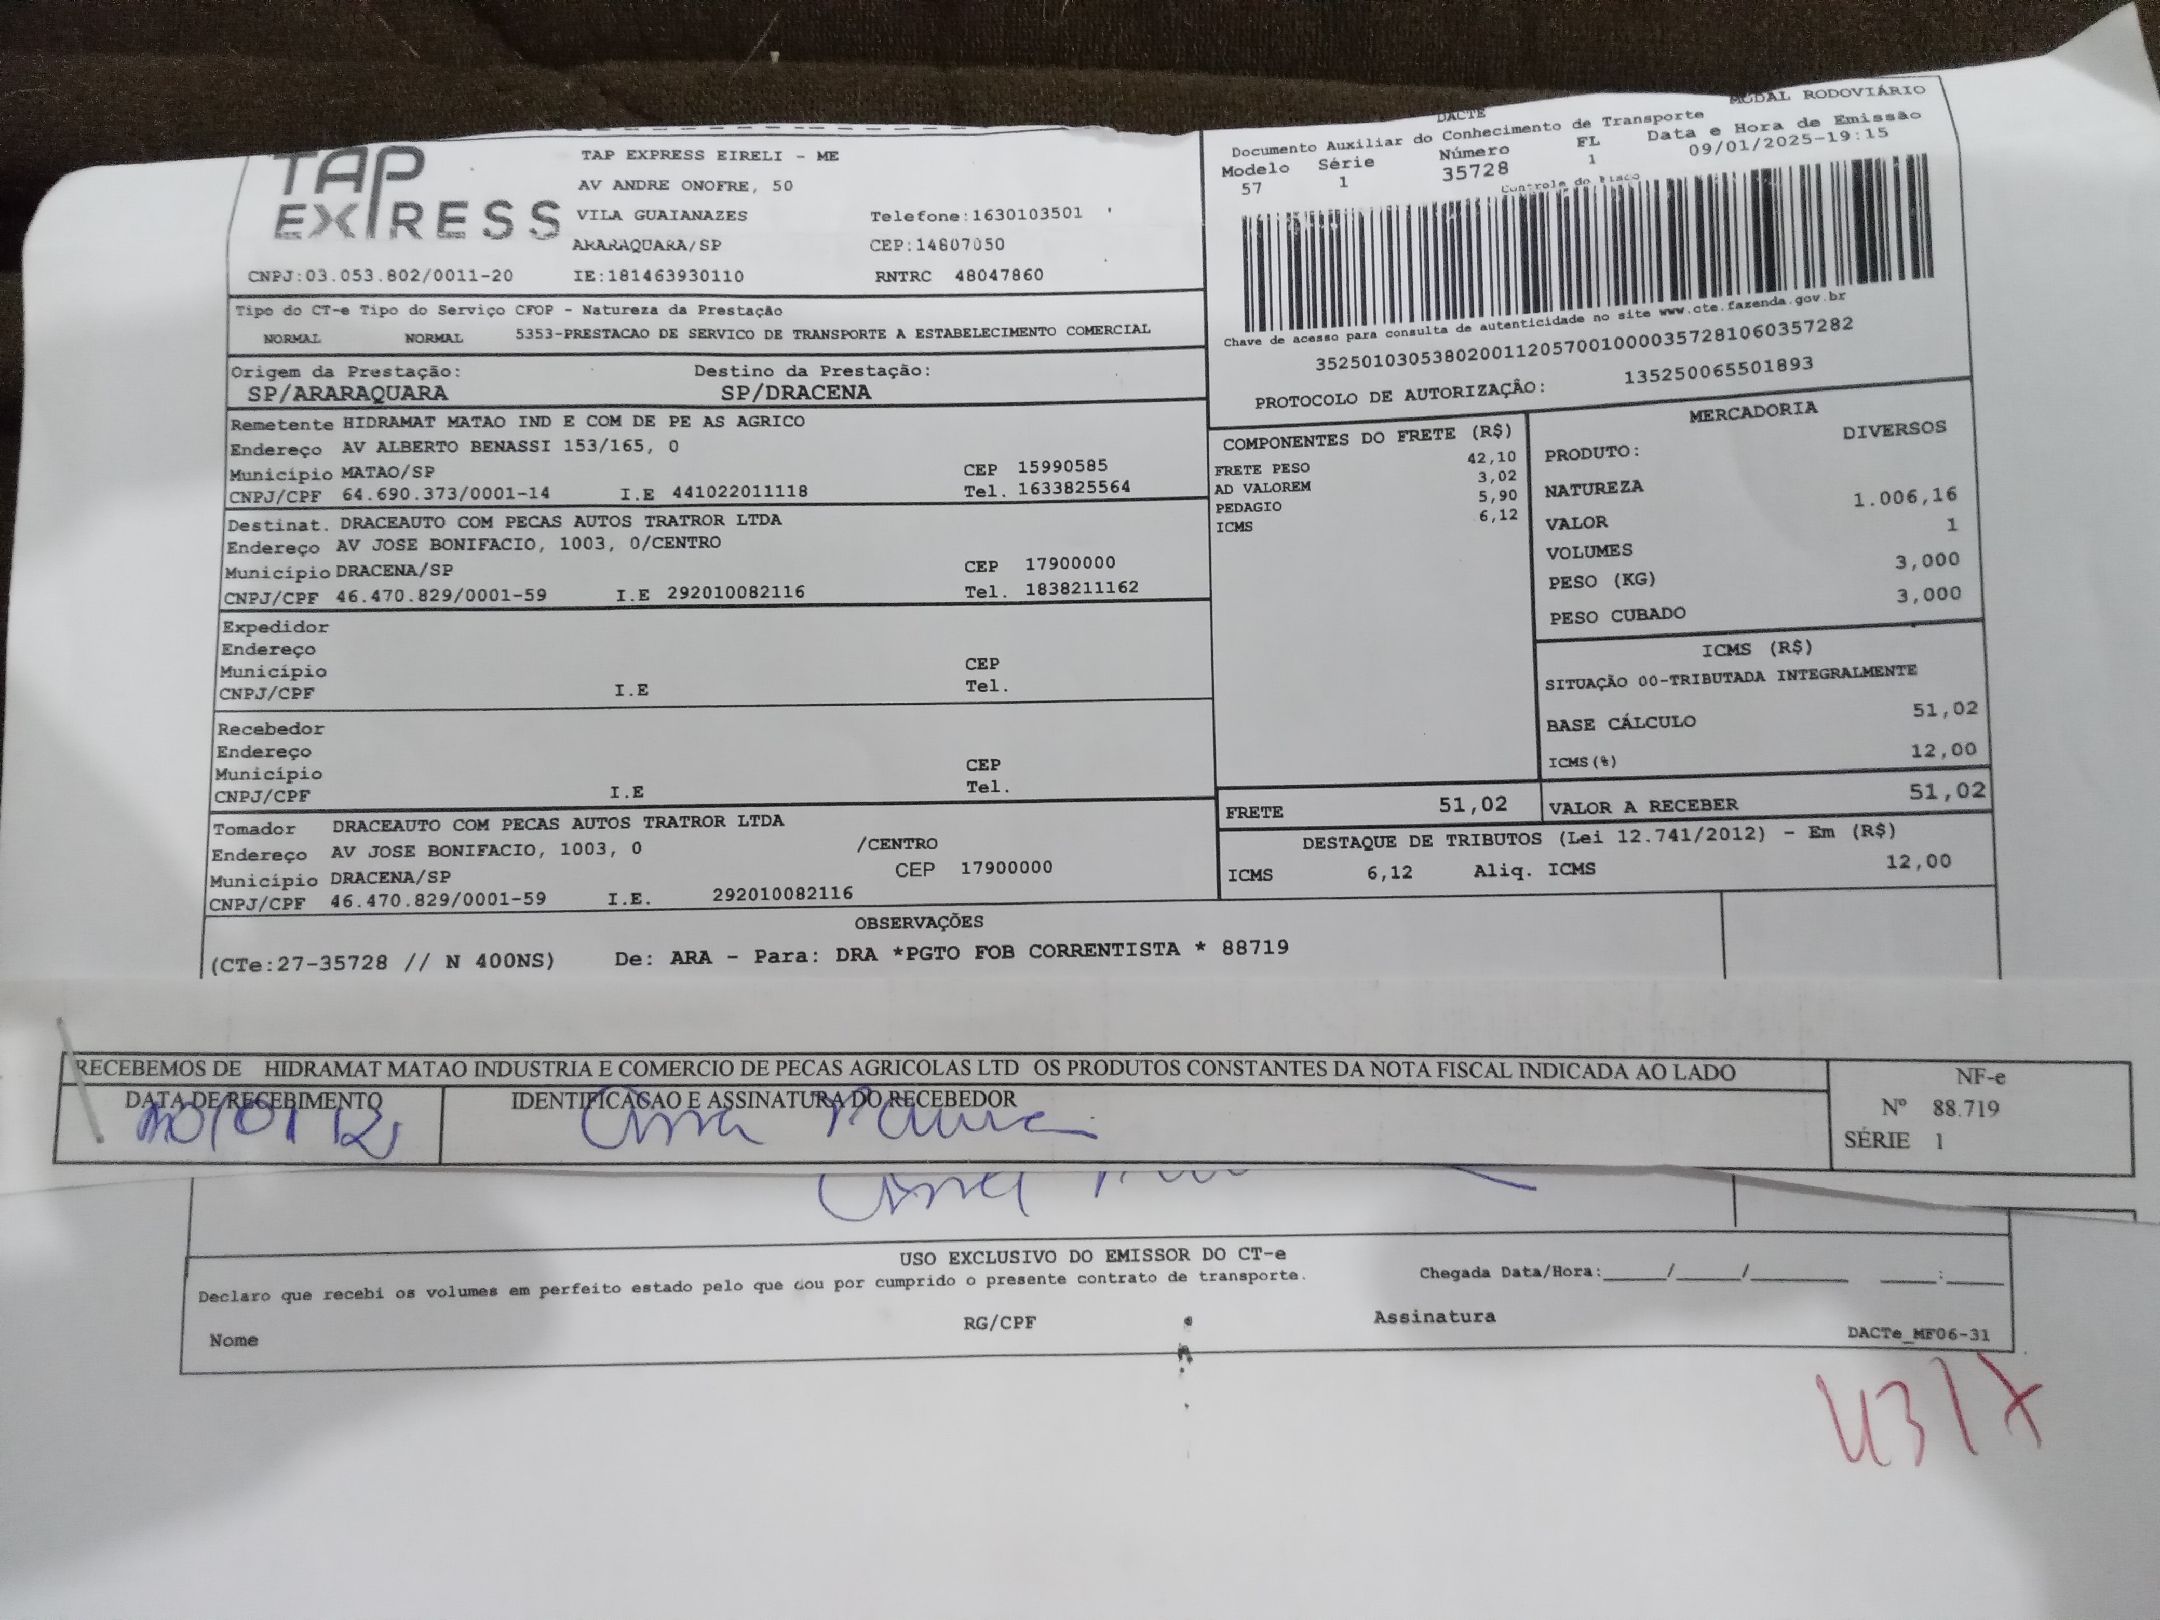 DACTE
MODAL RODOVIÁRIO
Documento Auxiliar do Conhecimento de Transporte
Modelo Série Número FL Data e Hora de Emissão
57 1 35728 1 09/01/2025-19:15
Controle do Fisco
TAP EXPRESS
TAP EXPRESS EIRELI - ME
AV ANDRE ONOFRE, 50
VILA GUAIANAZES Telefone:1630103501
ARARAQUARA/SP CEP:14807050
CNPJ:03.053.802/0011-20 IE:181463930110 RNTRC 48047860
Tipo do CT-e Tipo do Serviço CFOP - Natureza da Prestação
NORMAL NORMAL 5353-PRESTACAO DE SERVICO DE TRANSPORTE A ESTABELECIMENTO COMERCIAL
Chave de acesso para consulta de autenticidade no site www.cte.fazenda.gov.br
35250103053802001120570010000357281060357282
PROTOCOLO DE AUTORIZAÇÃO: 135250065501893
Origem da Prestação: Destino da Prestação:
SP/ARARAQUARA SP/DRACENA
Remetente HIDRAMAT MATAO IND E COM DE PE AS AGRICO
Endereço AV ALBERTO BENASSI 153/165, 0
Município MATAO/SP CEP 15990585
CNPJ/CPF 64.690.373/0001-14 I.E 441022011118 Tel. 1633825564
Destinat. DRACEAUTO COM PECAS AUTOS TRATROR LTDA
Endereço AV JOSE BONIFACIO, 1003, 0/CENTRO
Município DRACENA/SP CEP 17900000
CNPJ/CPF 46.470.829/0001-59 I.E 292010082116 Tel. 1838211162
Expedidor
Endereço
Município CEP
CNPJ/CPF I.E Tel.
Recebedor
Endereço
Município CEP
CNPJ/CPF I.E Tel.
Tomador DRACEAUTO COM PECAS AUTOS TRATROR LTDA
Endereço AV JOSE BONIFACIO, 1003, 0 /CENTRO
Município DRACENA/SP CEP 17900000
CNPJ/CPF 46.470.829/0001-59 I.E. 292010082116
COMPONENTES DO FRETE (R$)
FRETE PESO 42,10
AD VALOREM 3,02
PEDAGIO 5,90
ICMS 6,12
MERCADORIA
PRODUTO: DIVERSOS
NATUREZA
VALOR 1.006,16
VOLUMES 1
PESO (KG) 3,000
PESO CUBADO 3,000
ICMS (R$)
SITUAÇÃO 00-TRIBUTADA INTEGRALMENTE
BASE CÁLCULO 51,02
ICMS(%) 12,00
FRETE 51,02 VALOR A RECEBER 51,02
DESTAQUE DE TRIBUTOS (Lei 12.741/2012) - Em (R$)
ICMS 6,12 Aliq. ICMS 12,00
OBSERVAÇÕES
(CTe:27-35728 // N 400NS) De: ARA - Para: DRA *PGTO FOB CORRENTISTA * 88719
RECEBEMOS DE HIDRAMAT MATAO INDUSTRIA E COMERCIO DE PECAS AGRICOLAS LTD OS PRODUTOS CONSTANTES DA NOTA FISCAL INDICADA AO LADO
DATA DE RECEBIMENTO IDENTIFICAÇAO E ASSINATURA DO RECEBEDOR
NF-e
Nº 88.719
SÉRIE 1
USO EXCLUSIVO DO EMISSOR DO CT-e
Declaro que recebi os volumes em perfeito estado pelo que dou por cumprido o presente contrato de transporte.
Chegada Data/Hora:_____/_____/________ _____:_____
Nome RG/CPF Assinatura
DACTe_MF06-31
4317